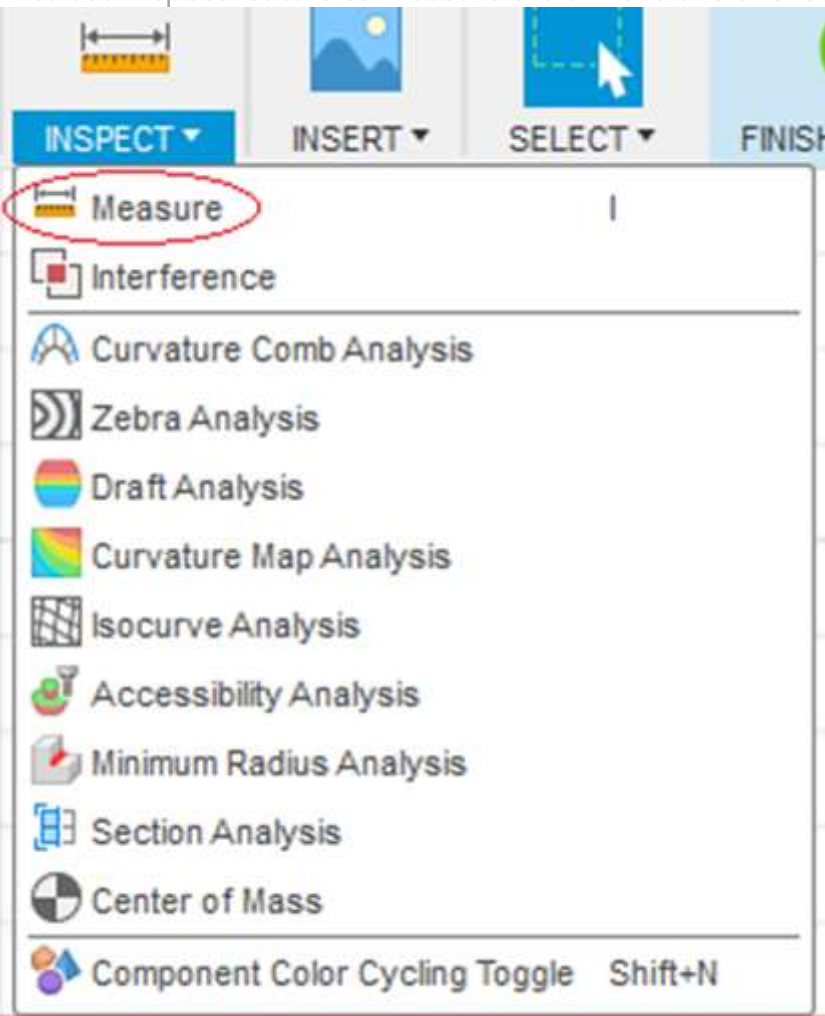 INSPECT ▼ INSERT ▼ SELECT ▼ FINISH
Measure I
Interference
Curvature Comb Analysis
Zebra Analysis
Draft Analysis
Curvature Map Analysis
Isocurve Analysis
Accessibility Analysis
Minimum Radius Analysis
Section Analysis
Center of Mass
Component Color Cycling Toggle Shift+N